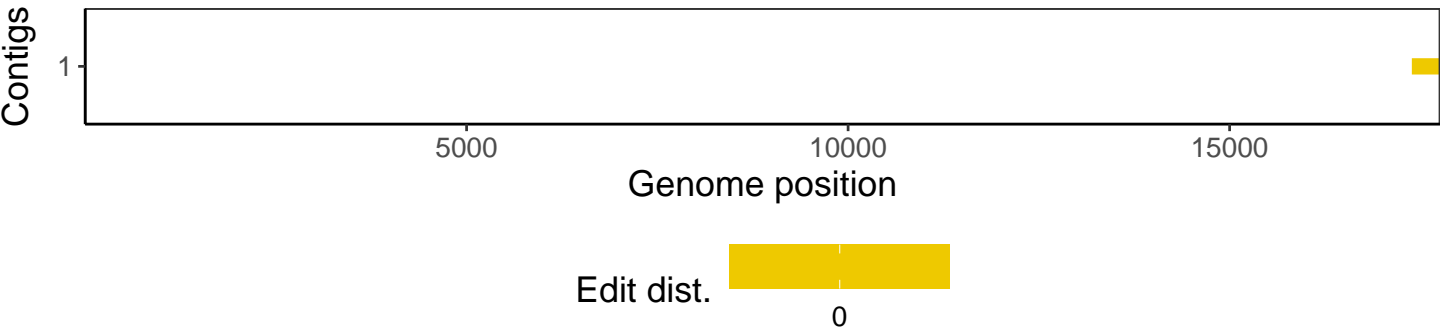 Contigs
1
5000 10000 15000
Genome position
Edit dist.
0